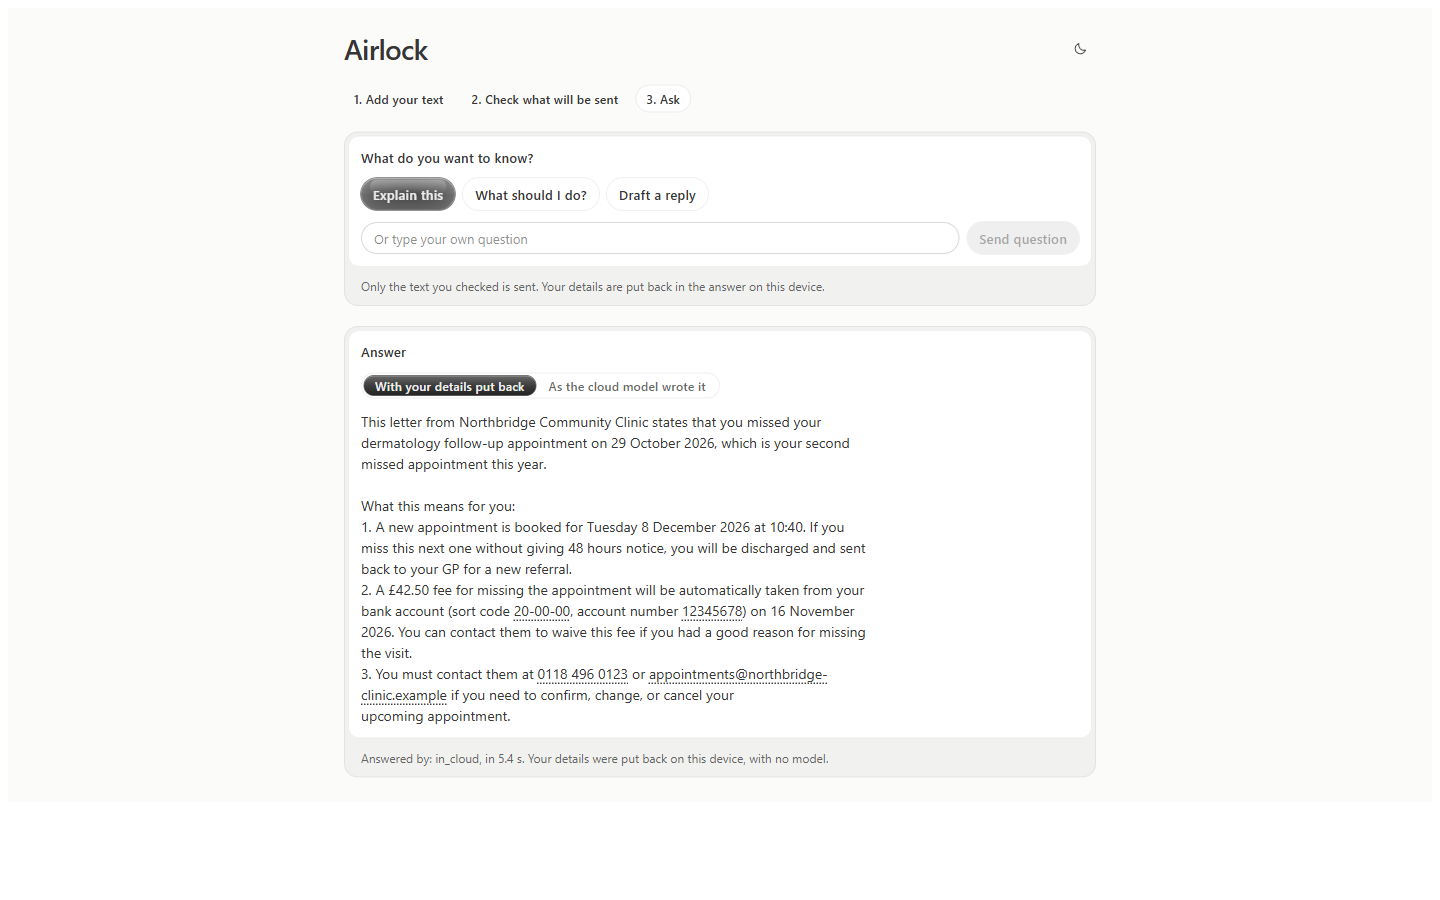 Airlock
1. Add your text
2. Check what will be sent
3. Ask
What do you want to know?
Explain this
What should I do?
Draft a reply
Or type your own question
Send question
Only the text you checked is sent. Your details are put back in the answer on this device.
Answer
With your details put back
As the cloud model wrote it
This letter from Northbridge Community Clinic states that you missed your
dermatology follow-up appointment on 29 October 2026, which is your second
missed appointment this year.
What this means for you:
1. A new appointment is booked for Tuesday 8 December 2026 at 10:40. If you
miss this next one without giving 48 hours notice, you will be discharged and sent
back to your GP for a new referral.
2. A £42.50 fee for missing the appointment will be automatically taken from your
bank account (sort code 20-00-00, account number 12345678) on 16 November
2026. You can contact them to waive this fee if you had a good reason for missing
the visit.
3. You must contact them at 0118 496 0123 or appointments@northbridge-
clinic.example if you need to confirm, change, or cancel your
upcoming appointment.
Answered by: in_cloud, in 5.4 s. Your details were put back on this device, with no model.